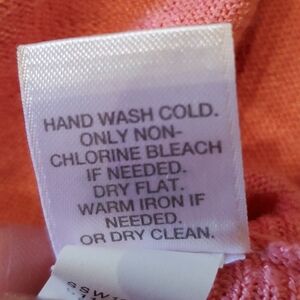 HAND WASH COLD.
ONLY NON-
CHLORINE BLEACH
IF NEEDED.
DRY FLAT.
WARM IRON IF
NEEDED.
OR DRY CLEAN.